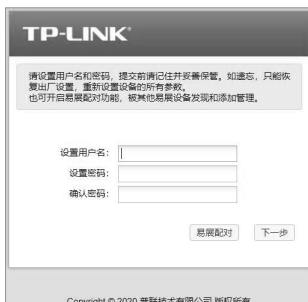 TP-LINK®
请设置用户名和密码，提交前请记住并妥善保管。如遗忘，只能恢
复出厂设置，重新设置设备的所有参数。
也可开启易展配对功能，被其他易展设备发现和添加管理。
设置用户名：
设置密码：
确认密码：
易展配对 下一步
Copyright © 2020 普联技术有限公司 版权所有